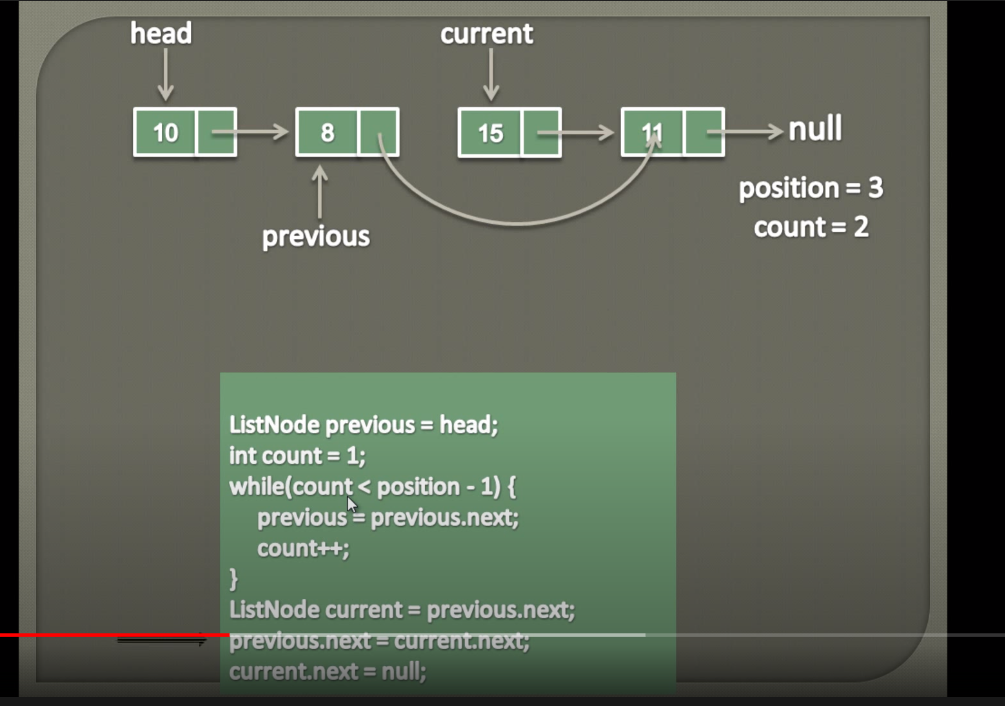 head
current
10
8
15
11
null
previous
position = 3
count = 2
ListNode previous = head;
int count = 1;
while(count < position - 1) {
previous = previous.next;
count++;
}
ListNode current = previous.next;
previous.next = current.next;
current.next = null;